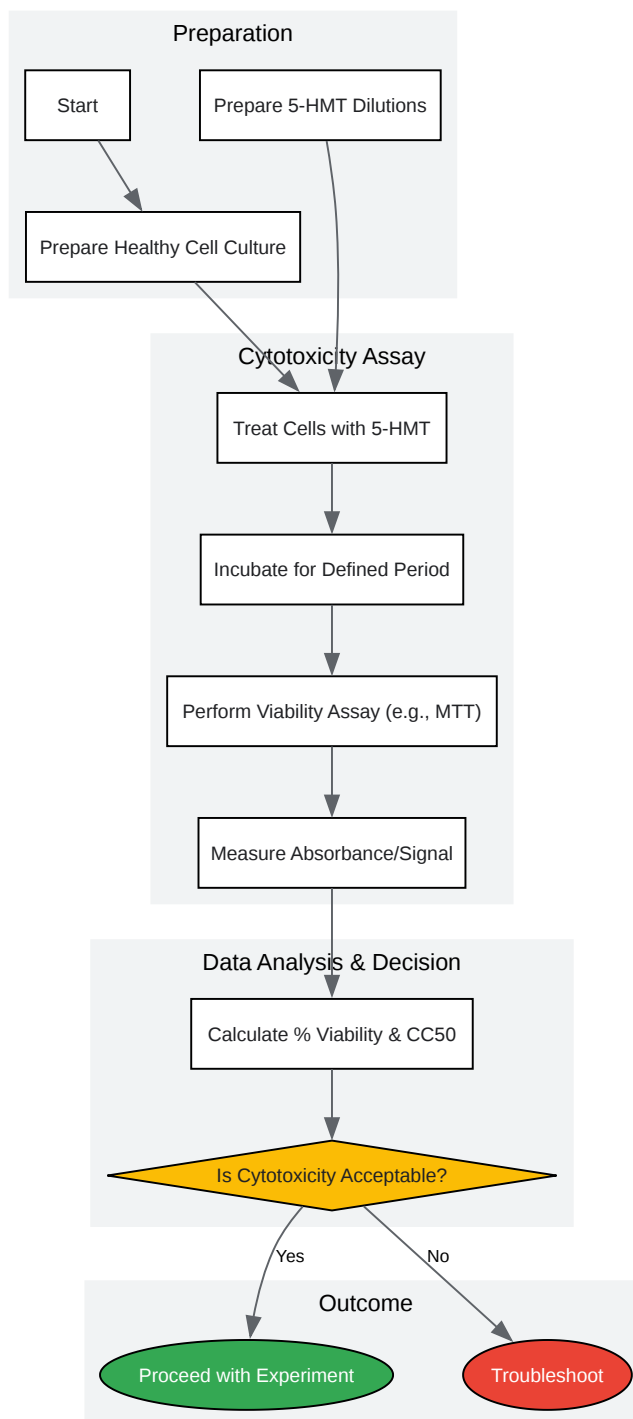 Preparation
Start
Prepare 5-HMT Dilutions
Prepare Healthy Cell Culture
Cytotoxicity Assay
Treat Cells with 5-HMT
Incubate for Defined Period
Perform Viability Assay (e.g., MTT)
Measure Absorbance/Signal
Data Analysis & Decision
Calculate % Viability & CC50
Is Cytotoxicity Acceptable?
Yes
No
Outcome
Proceed with Experiment
Troubleshoot